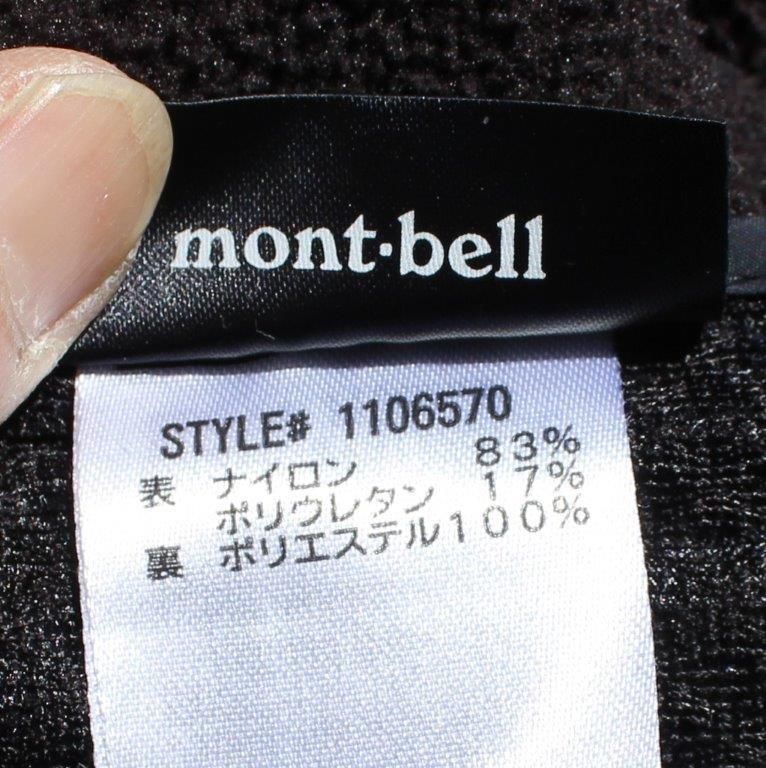 mont·bell
STYLE# 1106570
表 ナイロン 83%
ポリウレタン 17%
裏 ポリエステル100%